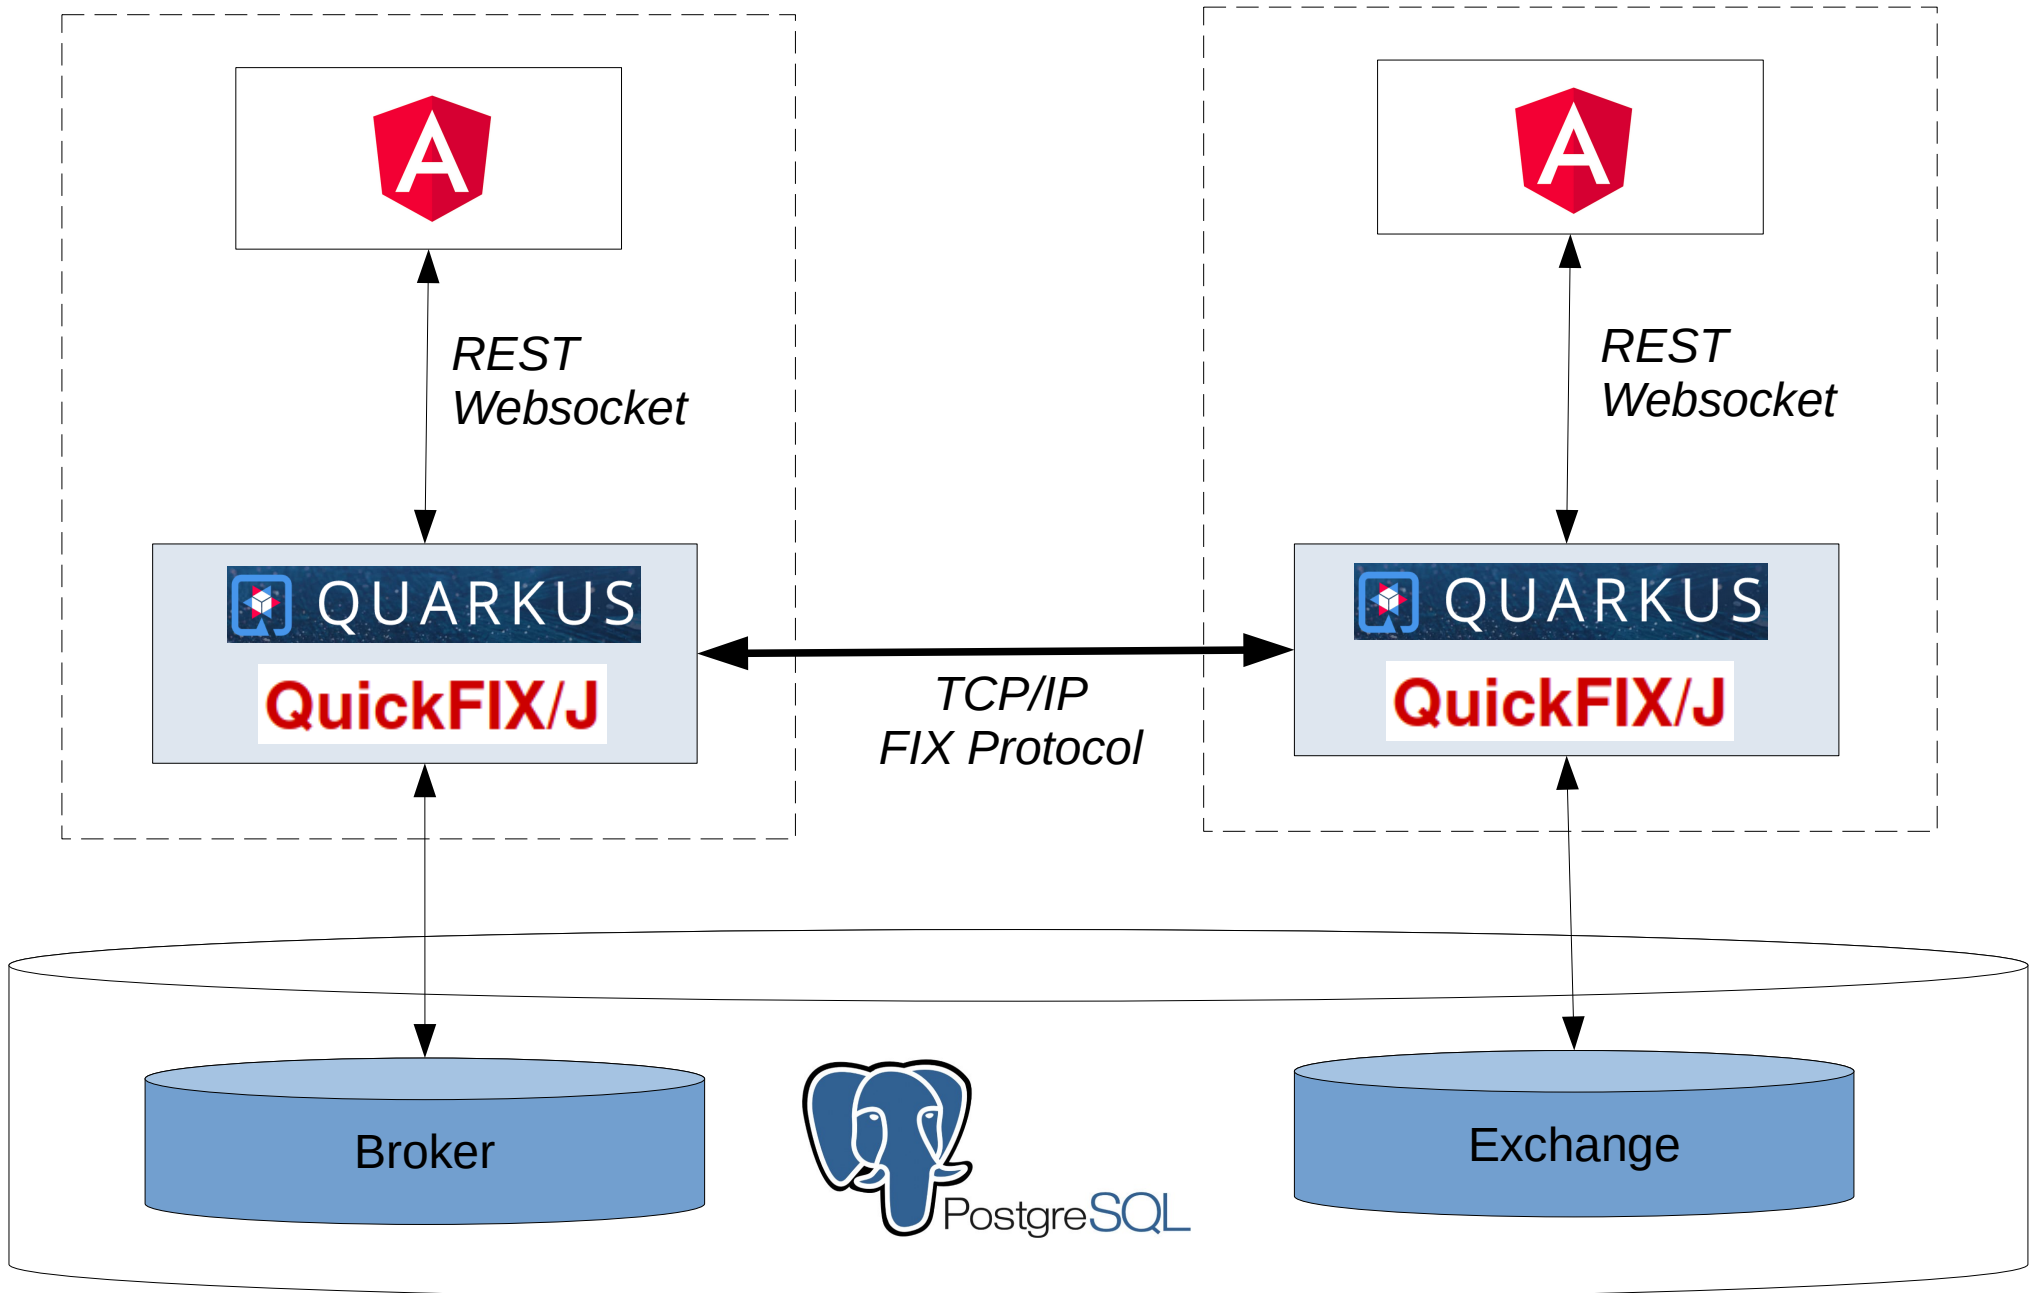 REST
Websocket
REST
Websocket
QUARKUS
QuickFIX/J
TCP/IP
FIX Protocol
QUARKUS
QuickFIX/J
Broker
PostgreSQL
Exchange